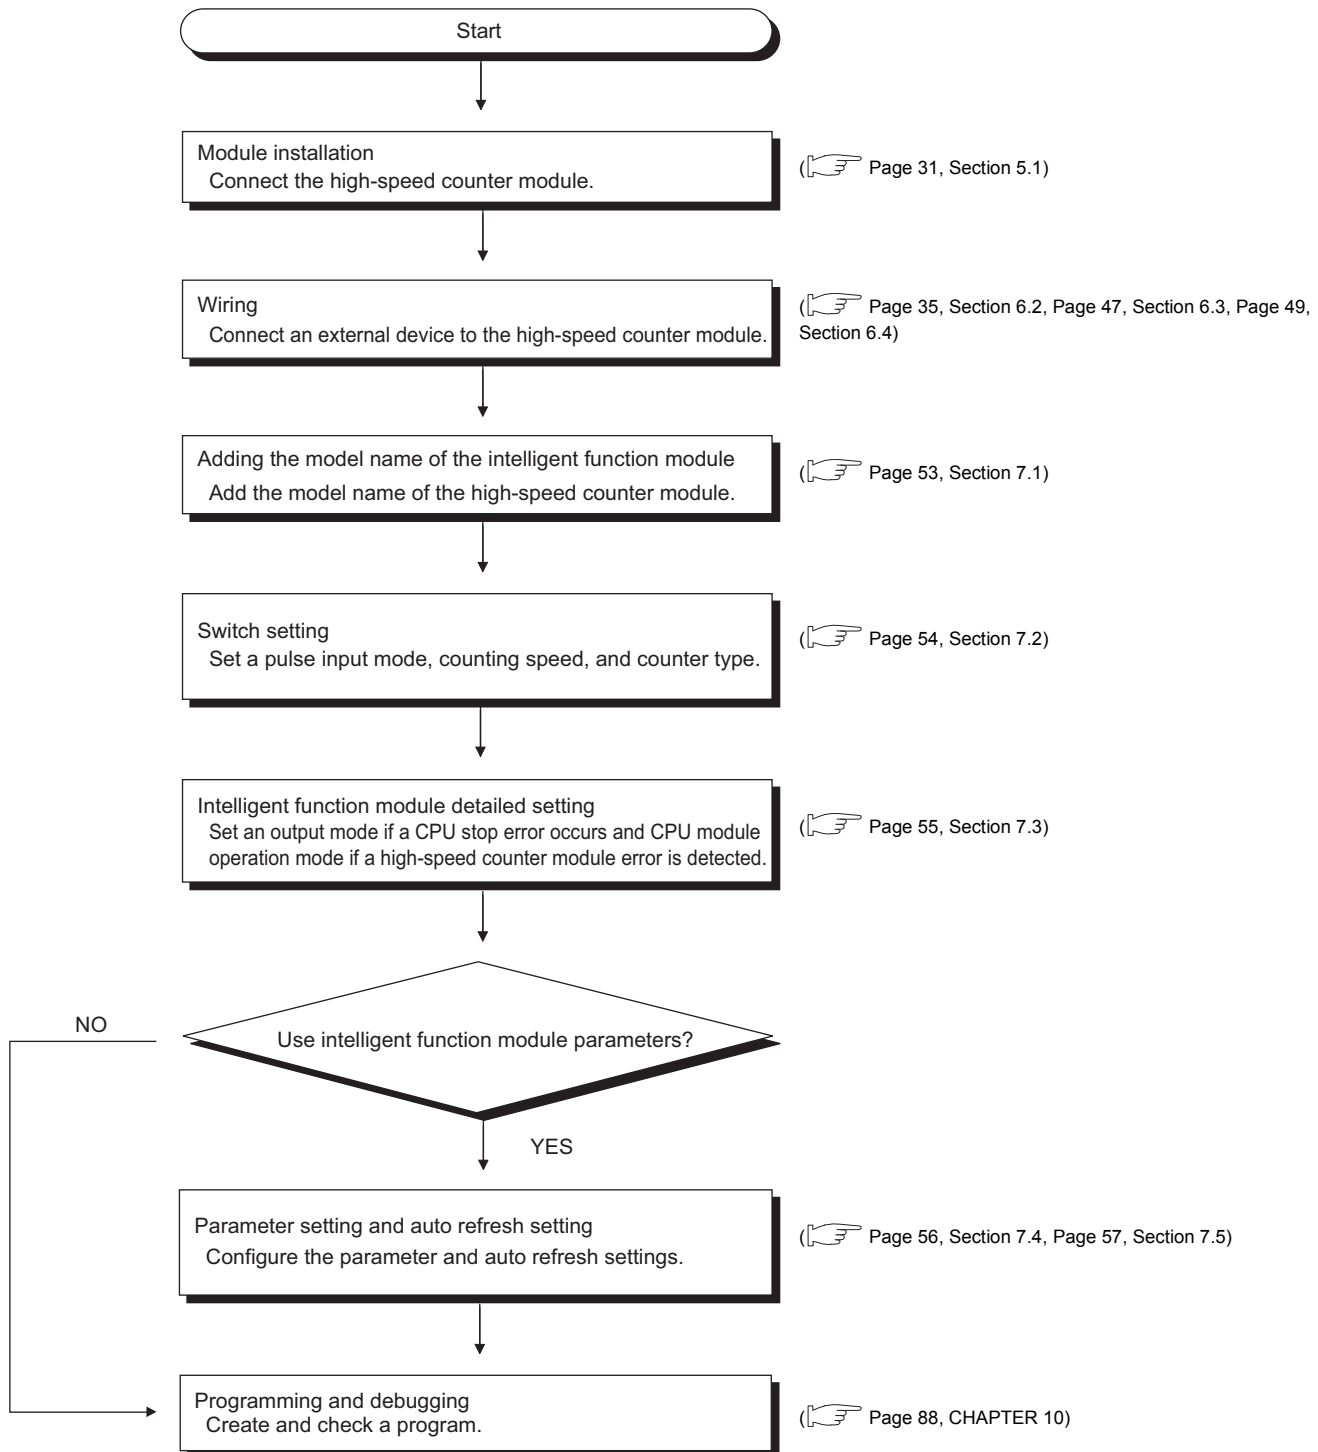 Start
Module installation
Connect the high-speed counter module.
( Page 31, Section 5.1)
Wiring
Connect an external device to the high-speed counter module.
( Page 35, Section 6.2, Page 47, Section 6.3, Page 49,
Section 6.4)
Adding the model name of the intelligent function module
Add the model name of the high-speed counter module.
( Page 53, Section 7.1)
Switch setting
Set a pulse input mode, counting speed, and counter type.
( Page 54, Section 7.2)
Intelligent function module detailed setting
Set an output mode if a CPU stop error occurs and CPU module
operation mode if a high-speed counter module error is detected.
( Page 55, Section 7.3)
NO
Use intelligent function module parameters?
YES
Parameter setting and auto refresh setting
Configure the parameter and auto refresh settings.
( Page 56, Section 7.4, Page 57, Section 7.5)
Programming and debugging
Create and check a program.
( Page 88, CHAPTER 10)